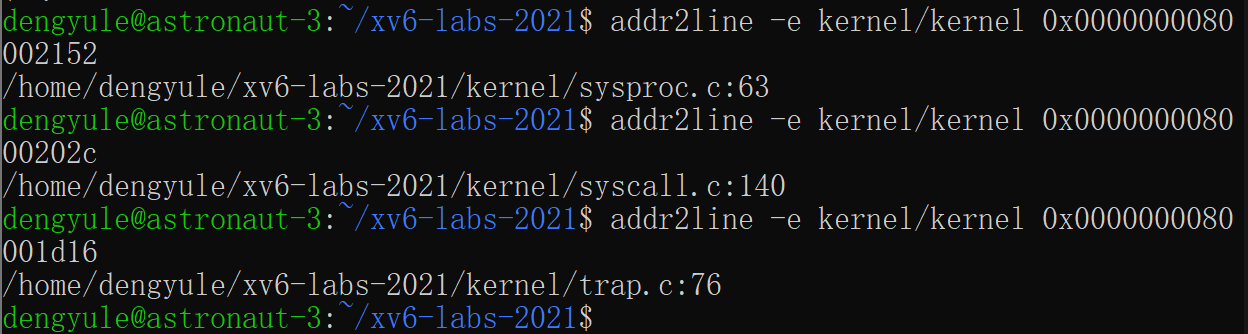 dengyule@astronaut-3:~/xv6-labs-2021$ addr2line -e kernel/kernel 0x0000000080
002152
/home/dengyule/xv6-labs-2021/kernel/sysproc.c:63
dengyule@astronaut-3:~/xv6-labs-2021$ addr2line -e kernel/kernel 0x0000000080
00202c
/home/dengyule/xv6-labs-2021/kernel/syscall.c:140
dengyule@astronaut-3:~/xv6-labs-2021$ addr2line -e kernel/kernel 0x0000000080
001d16
/home/dengyule/xv6-labs-2021/kernel/trap.c:76
dengyule@astronaut-3:~/xv6-labs-2021$